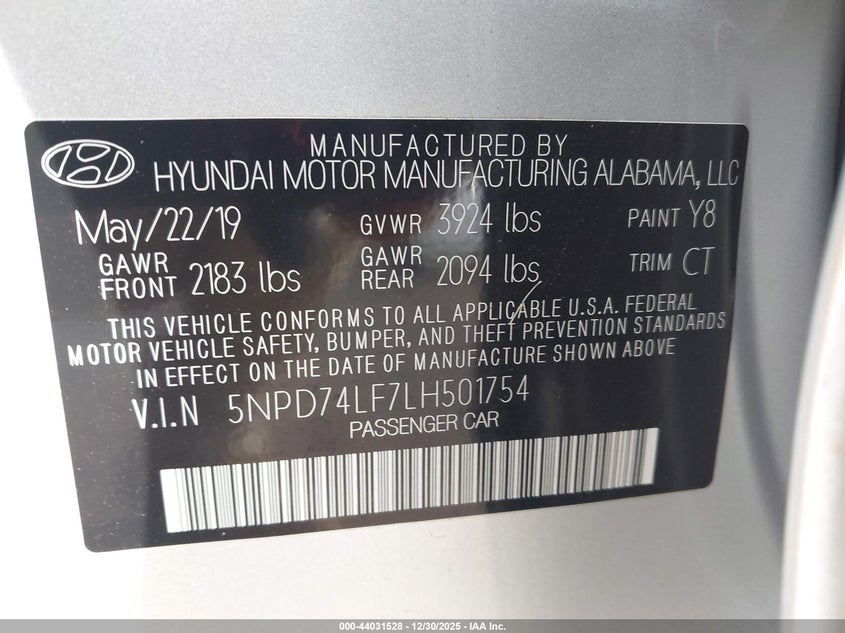 MANUFACTURED BY
HYUNDAI MOTOR MANUFACTURING ALABAMA, LLC
May/22/19 GVWR 3924 lbs PAINT Y8
GAWR FRONT 2183 lbs GAWR REAR 2094 lbs TRIM CT
THIS VEHICLE CONFORMS TO ALL APPLICABLE U.S.A. FEDERAL
MOTOR VEHICLE SAFETY, BUMPER, AND THEFT PREVENTION STANDARDS
IN EFFECT ON THE DATE OF MANUFACTURE SHOWN ABOVE
V.I.N 5NPD74LF7LH501754
PASSENGER CAR
000-44031528 - 12/30/2025 - IAA Inc.